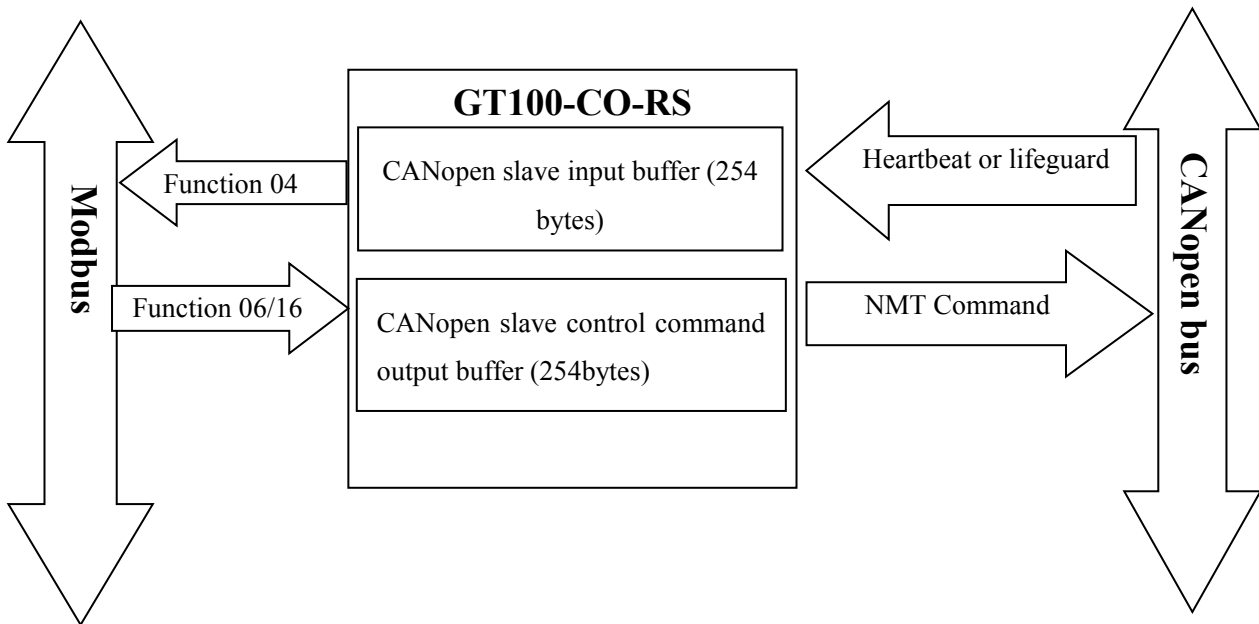 GT100-CO-RS
Modbus
Function 04
CANopen slave input buffer (254
bytes)
Heartbeat or lifeguard
CANopen bus
Function 06/16
CANopen slave control command
output buffer (254bytes)
NMT Command